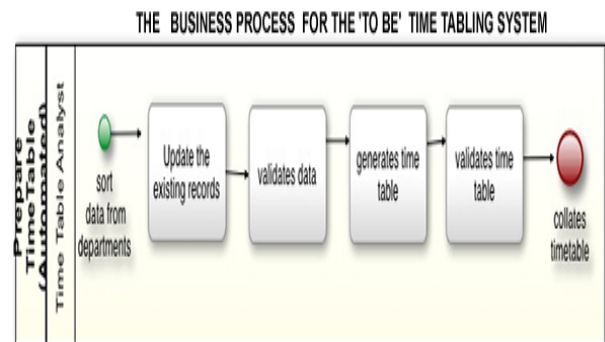 THE BUSINESS PROCESS FOR THE 'TO BE' TIME TABLING SYSTEM
Prepare
TimeTable
(Automated)
Time Table Analyst
sort
data from
departments
Update the
existing records
validates data
generates time
table
validates time
table
collates
timetable